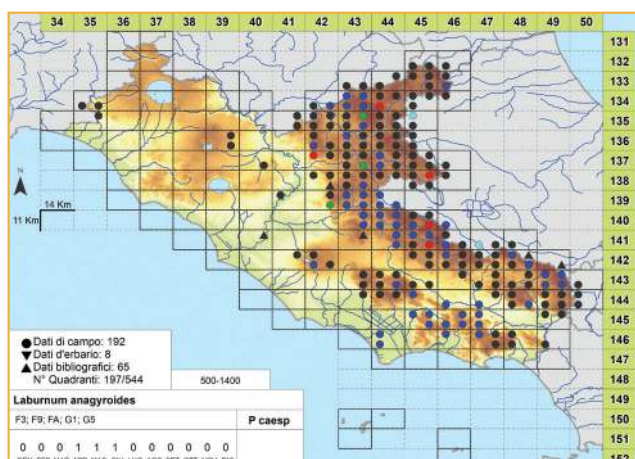 34 35 36 37 38 39 40 41 42 43 44 45 46 47 48 49 50
131
132
133
134
135
136
137
138
139
140
141
142
143
144
145
146
147
148
149
150
151
152
N
14 Km
11 Km
Dati di campo: 192
Dati d'erbario: 8
Dati bibliografici: 65
N° Quadranti: 197/544
500-1400
Laburnum anagyroides
F3; F9; FA; G1; G5
P caesp
0 0 0 1 1 1 0 0 0 0 0 0